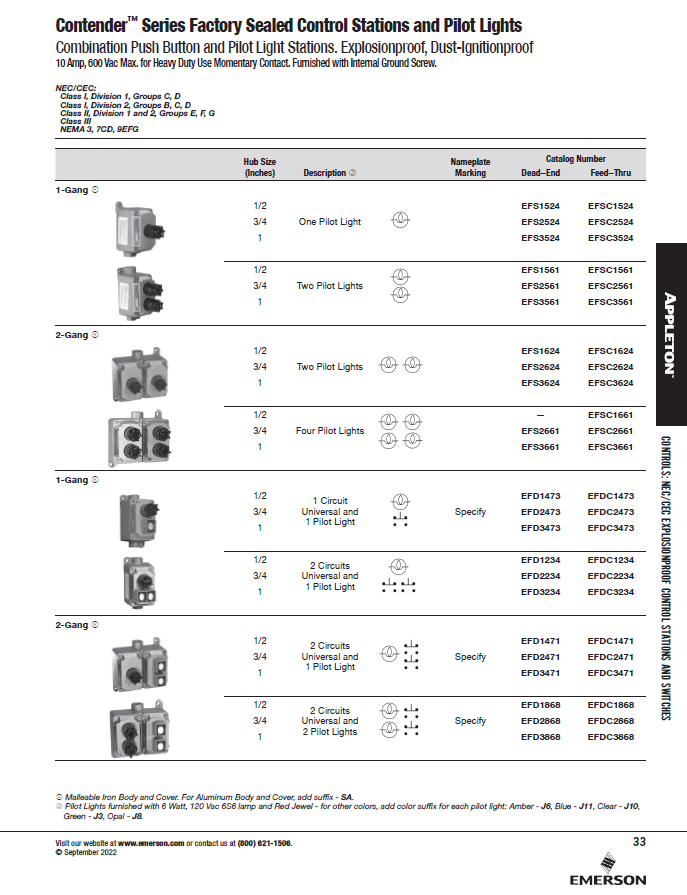 Contender™ Series Factory Sealed Control Stations and Pilot Lights
Combination Push Button and Pilot Light Stations. Explosionproof, Dust-Ignitionproof
10 Amp, 600 Vac Max. for Heavy Duty Use Momentary Contact. Furnished with Internal Ground Screw.
NEC/CEC:
Class I, Division 1, Groups C, D
Class I, Division 2, Groups B, C, D
Class II, Division 1 and 2, Groups E, F, G
Class III
NEMA 3, 7CD, 9EFG
Hub Size (Inches) Description ② Nameplate Marking Catalog Number
Dead–End Feed–Thru
1-Gang ①
1/2 EFS1524 EFSC1524
3/4 One Pilot Light EFS2524 EFSC2524
1 EFS3524 EFSC3524
1/2 EFS1561 EFSC1561
3/4 Two Pilot Lights EFS2561 EFSC2561
1 EFS3561 EFSC3561
2-Gang ①
1/2 EFS1624 EFSC1624
3/4 Two Pilot Lights EFS2624 EFSC2624
1 EFS3624 EFSC3624
1/2 — EFSC1661
3/4 Four Pilot Lights EFS2661 EFSC2661
1 EFS3661 EFSC3661
1-Gang ①
1/2 1 Circuit EFD1473 EFDC1473
3/4 Universal and Specify EFD2473 EFDC2473
1 1 Pilot Light EFD3473 EFDC3473
1/2 2 Circuits EFD1234 EFDC1234
3/4 Universal and EFD2234 EFDC2234
1 1 Pilot Light EFD3234 EFDC3234
2-Gang ①
1/2 2 Circuits EFD1471 EFDC1471
3/4 Universal and Specify EFD2471 EFDC2471
1 1 Pilot Light EFD3471 EFDC3471
1/2 2 Circuits EFD1868 EFDC1868
3/4 Universal and Specify EFD2868 EFDC2868
1 2 Pilot Lights EFD3868 EFDC3868
① Malleable Iron Body and Cover. For Aluminum Body and Cover, add suffix - SA.
② Pilot Lights furnished with 6 Watt, 120 Vac 6S6 lamp and Red Jewel - for other colors, add color suffix for each pilot light: Amber - J6, Blue - J11, Clear - J10,
Green - J3, Opal - J8.
APPLETON™
CONTROLS: NEC/CEC EXPLOSIONPROOF CONTROL STATIONS AND SWITCHES
Visit our website at www.emerson.com or contact us at (800) 621-1506.
© September 2022
33
EMERSON